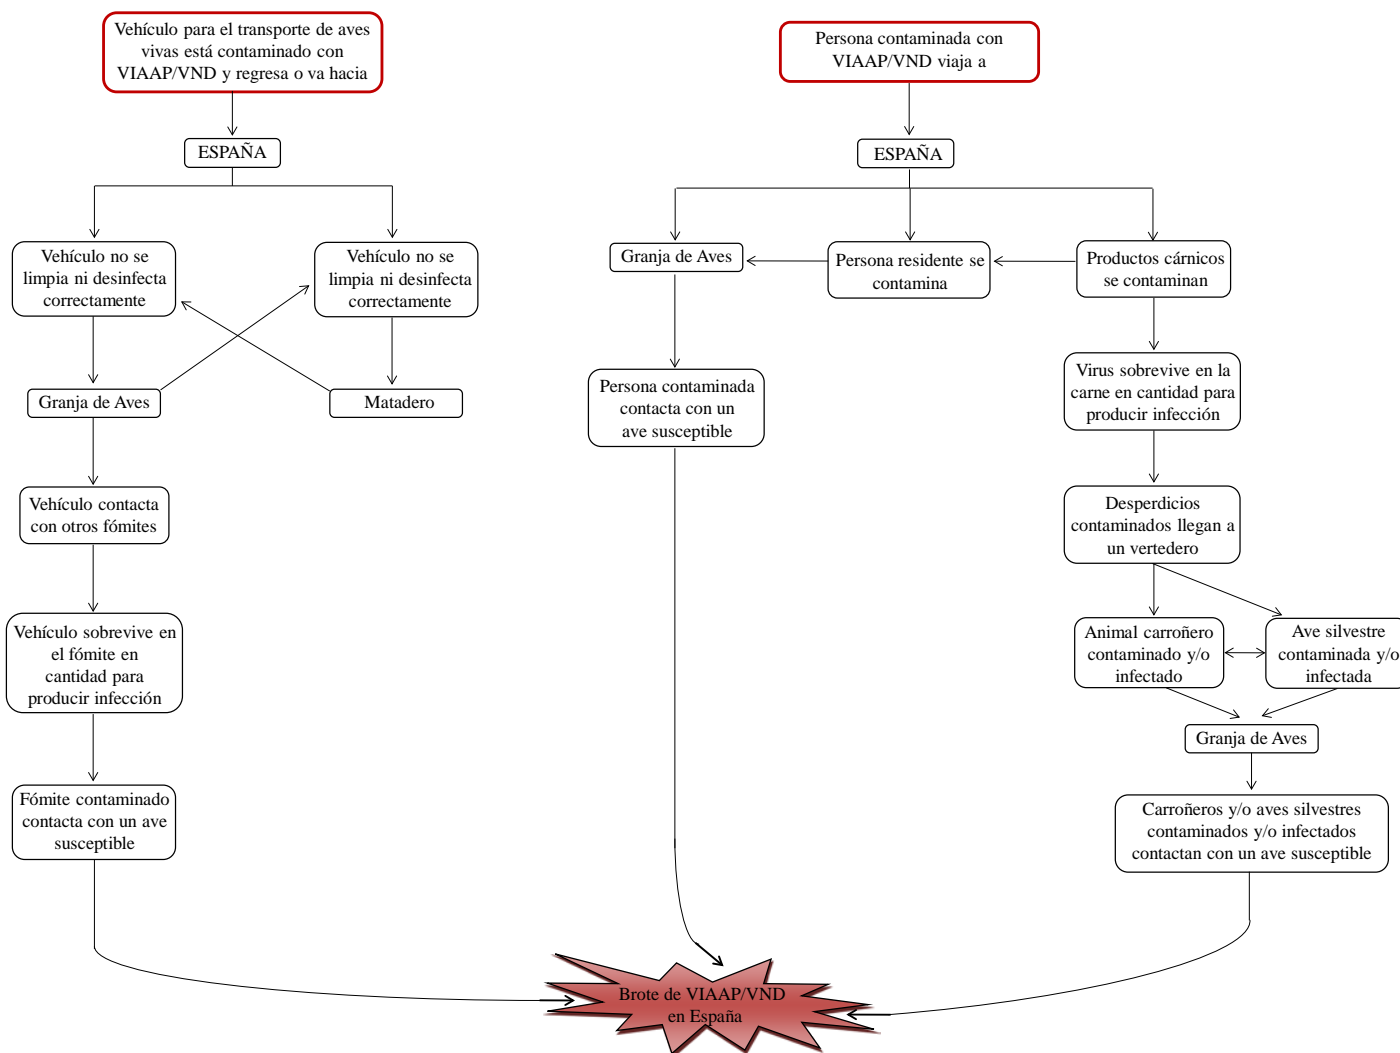 Vehículo para el transporte de aves
vivas está contaminado con
VIAAP/VND y regresa o va hacia
ESPAÑA
Vehículo no se
limpia ni desinfecta
correctamente
Vehículo no se
limpia ni desinfecta
correctamente
Granja de Aves
Matadero
Vehículo contacta
con otros fómites
Vehículo sobrevive en
el fómite en
cantidad para
producir infección
Fómite contaminado
contacta con un ave
susceptible
Persona contaminada con
VIAAP/VND viaja a
ESPAÑA
Granja de Aves
Persona residente se
contamina
Productos cárnicos
se contaminan
Persona contaminada
contacta con un
ave susceptible
Virus sobrevive en la
carne en cantidad para
producir infección
Desperdicios
contaminados llegan a
un vertedero
Animal carroñero
contaminado y/o
infectado
Ave silvestre
contaminada y/o
infectada
Granja de Aves
Carroñeros y/o aves silvestres
contaminados y/o infectados
contactan con un ave susceptible
Brote de VIAAP/VND
en España